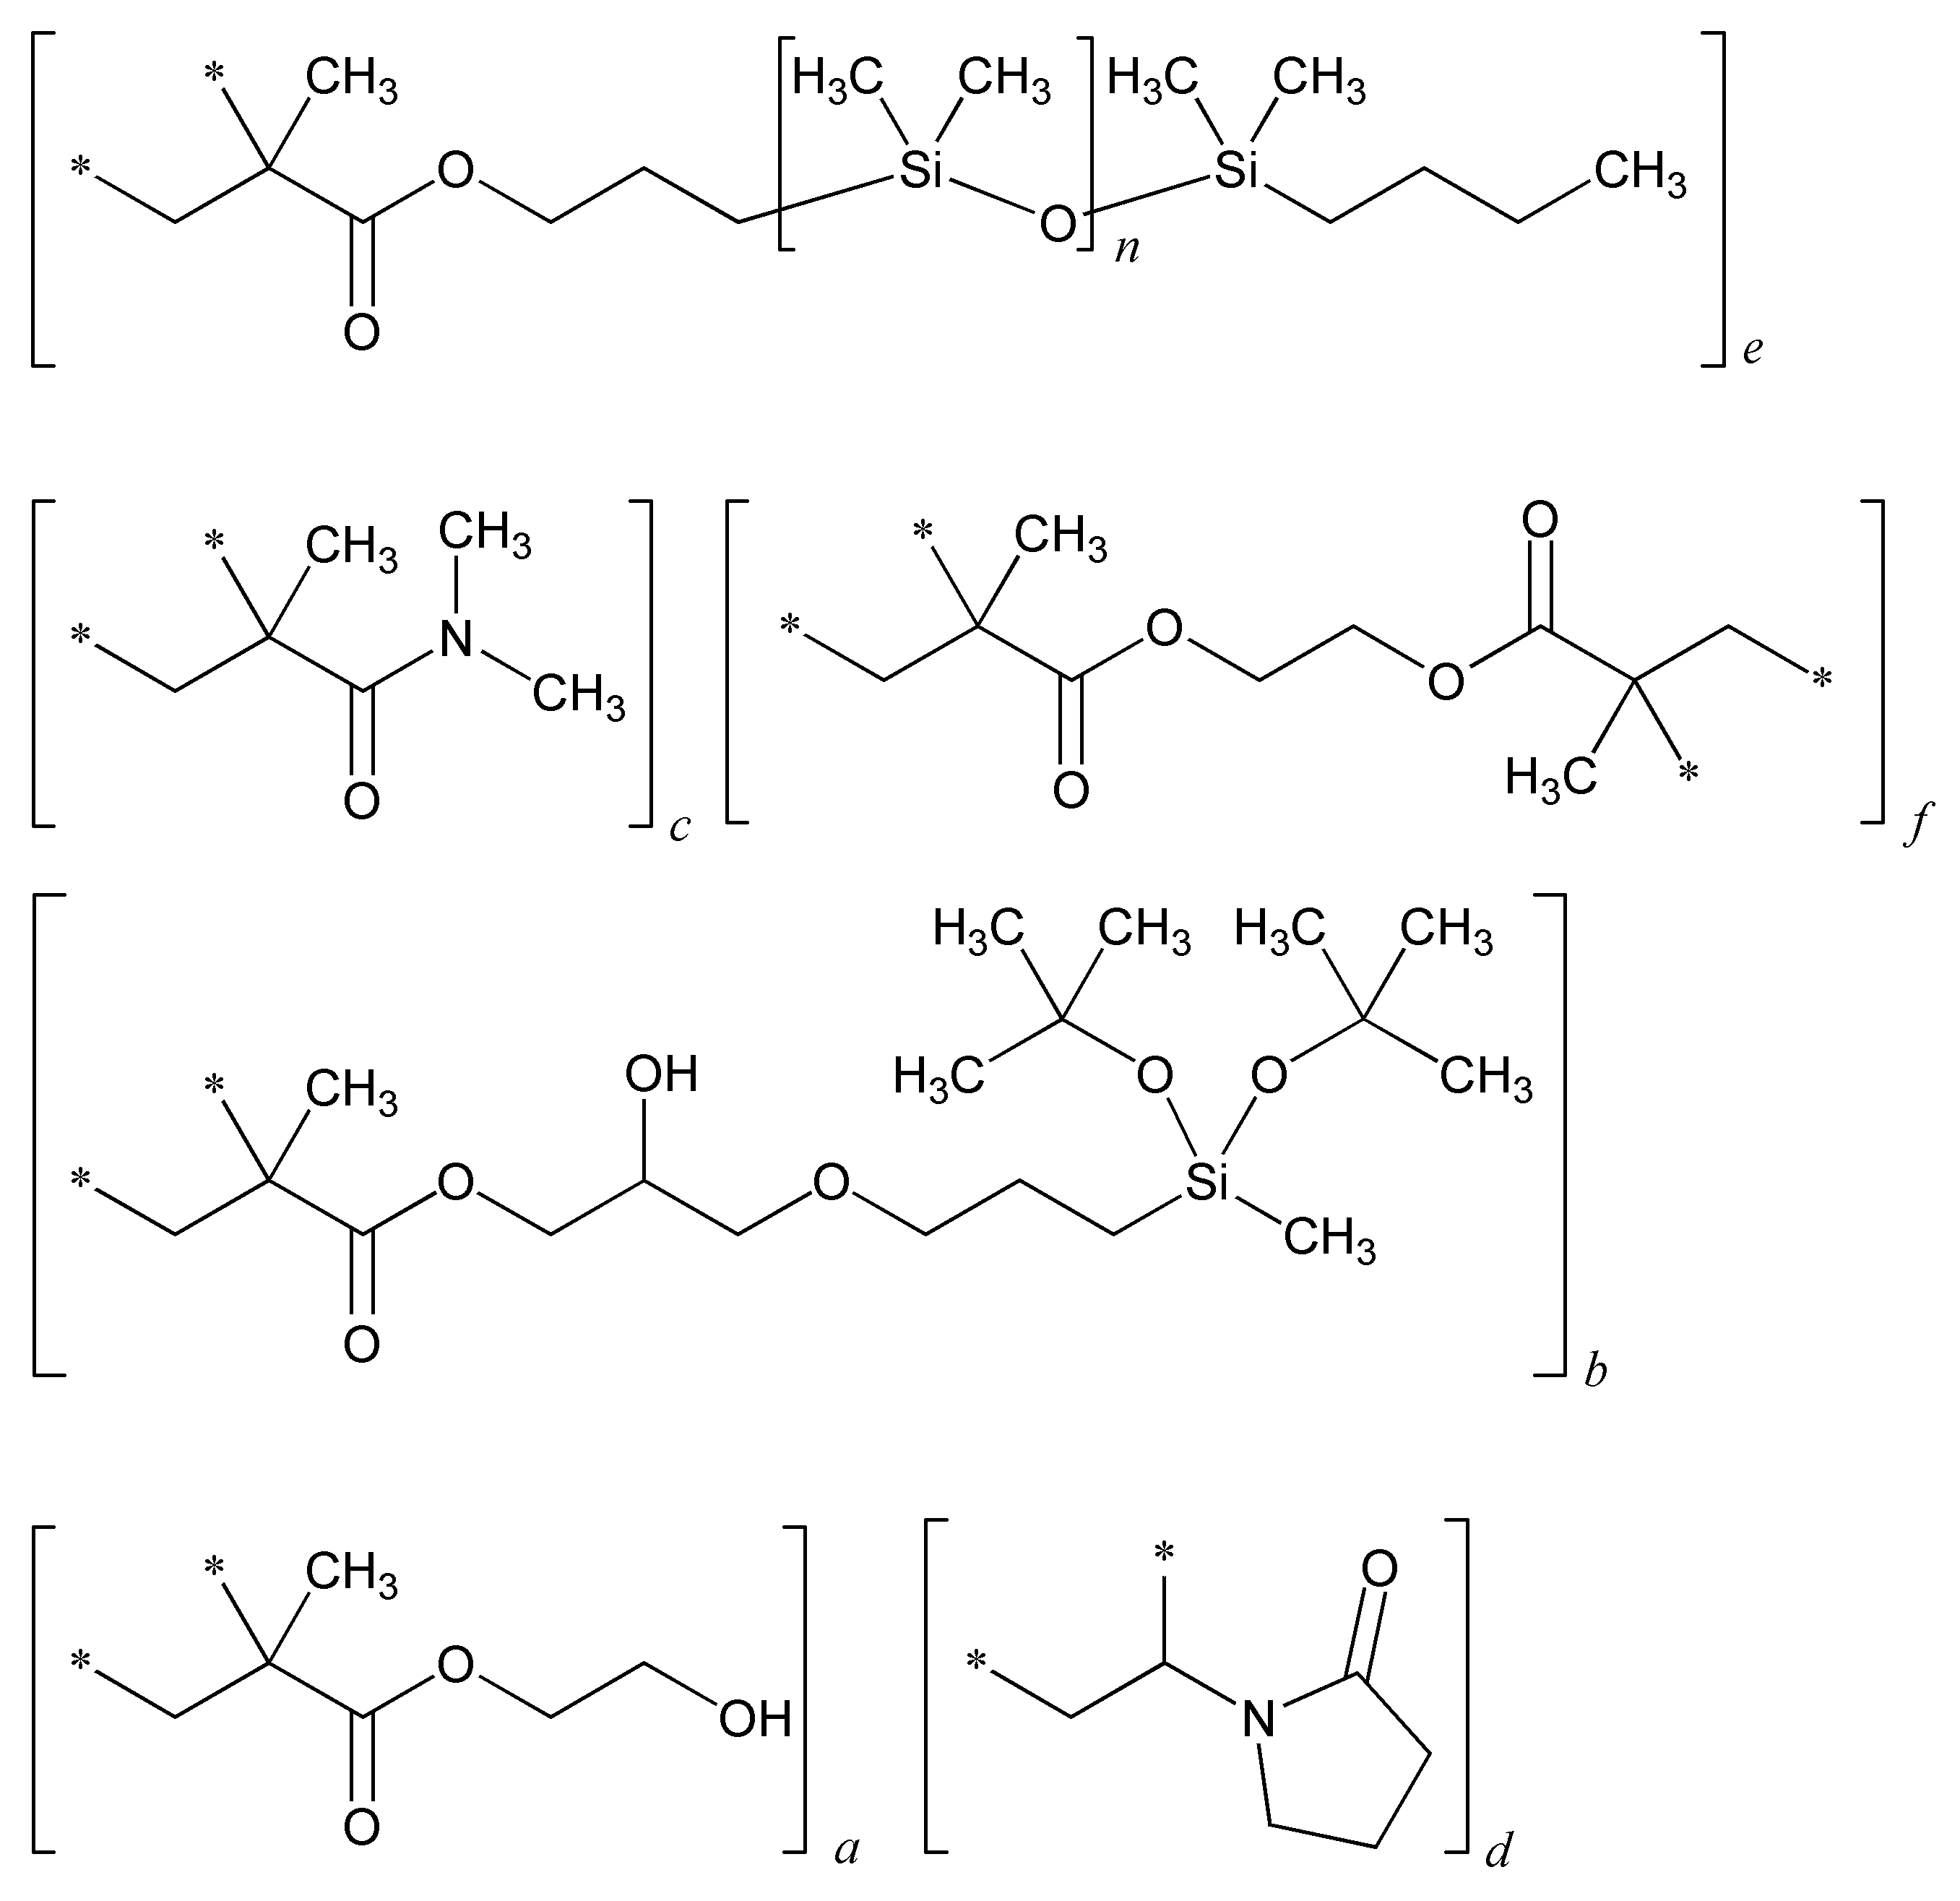 * CH3 H3C CH3 H3C CH3
* O Si Si CH3
O n
O e
* CH3 CH3 * CH3 O
* N * O
CH3 O *
O O H3C * c f
H3C CH3 H3C CH3
* CH3 OH H3C O O CH3
* O O Si
CH3
O b
* CH3 * O
* O *
OH N
O a d